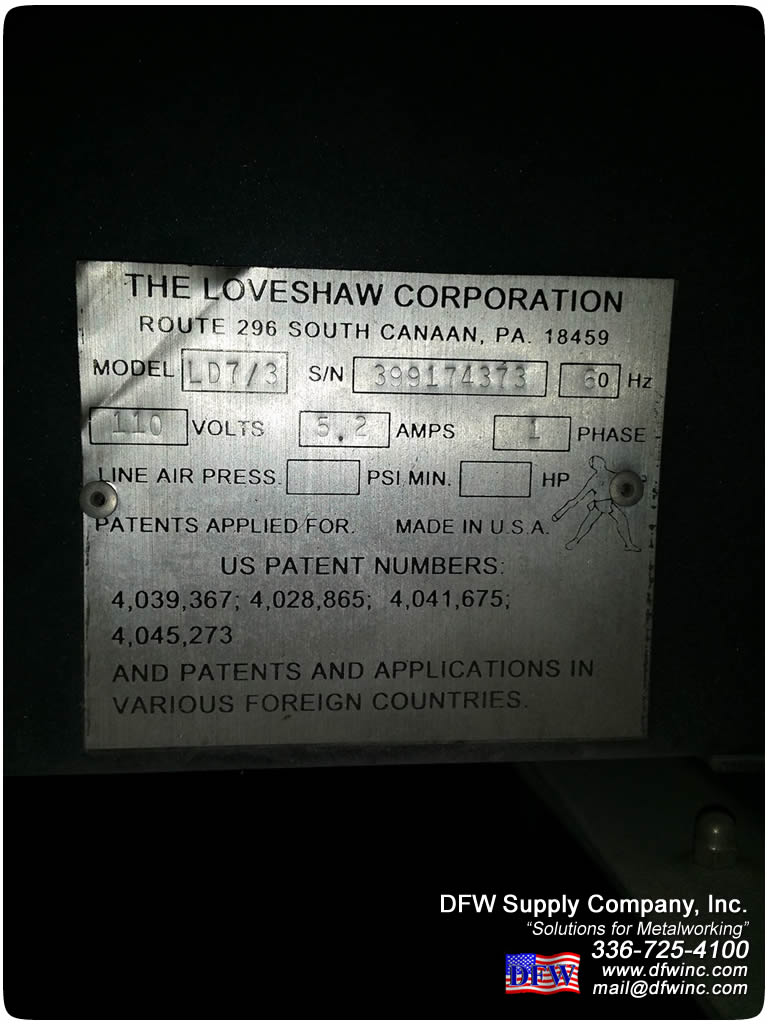 THE LOVESHAW CORPORATION
ROUTE 296 SOUTH CANAAN, PA. 18459
MODEL LD7/3 S/N 399174373 60 Hz
110 VOLTS 5.2 AMPS 1 PHASE
LINE AIR PRESS. PSI MIN. HP
PATENTS APPLIED FOR. MADE IN U.S.A.
US PATENT NUMBERS:
4,039,367; 4,028,865; 4,041,675;
4,045,273
AND PATENTS AND APPLICATIONS IN
VARIOUS FOREIGN COUNTRIES.
DFW Supply Company, Inc.
“Solutions for Metalworking”
336-725-4100
DFW www.dfwinc.com
mail@dfwinc.com